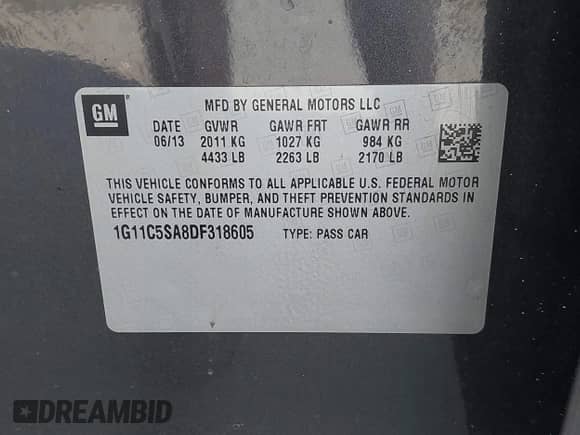 GM
MFD BY GENERAL MOTORS LLC
DATE GVWR GAWR FRT GAWR RR
06/13 2011 KG 1027 KG 984 KG
4433 LB 2263 LB 2170 LB
THIS VEHICLE CONFORMS TO ALL APPLICABLE U.S. FEDERAL MOTOR
VEHICLE SAFETY, BUMPER, AND THEFT PREVENTION STANDARDS IN
EFFECT ON THE DATE OF MANUFACTURE SHOWN ABOVE.
1G11C5SA8DF318605 TYPE: PASS CAR
DREAMBID